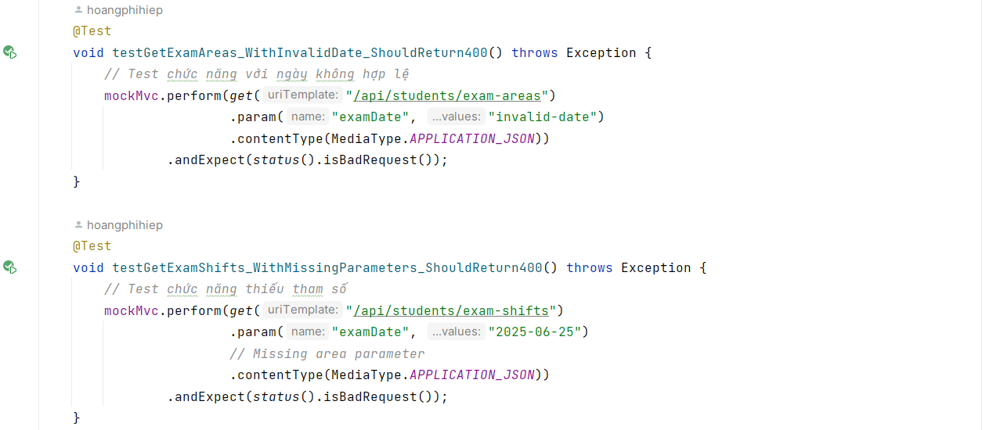 hoangphihiep
@Test
void testGetExamAreas_WithInvalidDate_ShouldReturn400() throws Exception {
// Test chức năng với ngày không hợp lệ
mockMvc.perform(get( uriTemplate: "/api/students/exam-areas")
.param( name: "examDate", ...values: "invalid-date")
.contentType(MediaType.APPLICATION_JSON))
.andExpect(status().isBadRequest());
}
hoangphihiep
@Test
void testGetExamShifts_WithMissingParameters_ShouldReturn400() throws Exception {
// Test chức năng thiếu tham số
mockMvc.perform(get( uriTemplate: "/api/students/exam-shifts")
.param( name: "examDate", ...values: "2025-06-25")
// Missing area parameter
.contentType(MediaType.APPLICATION_JSON))
.andExpect(status().isBadRequest());
}